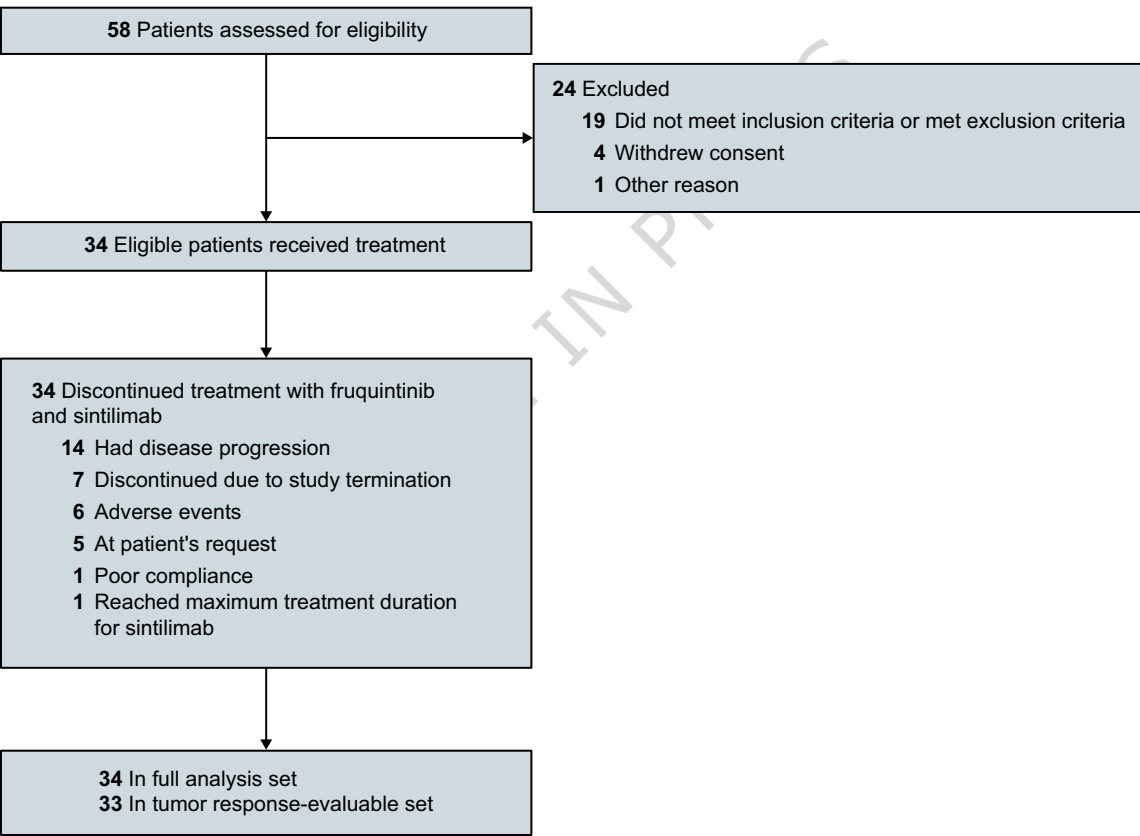 58 Patients assessed for eligibility
24 Excluded
19 Did not meet inclusion criteria or met exclusion criteria
4 Withdrew consent
1 Other reason
34 Eligible patients received treatment
34 Discontinued treatment with fruquintinib
and sintilimab
14 Had disease progression
7 Discontinued due to study termination
6 Adverse events
5 At patient's request
1 Poor compliance
1 Reached maximum treatment duration
for sintilimab
34 In full analysis set
33 In tumor response-evaluable set
IN